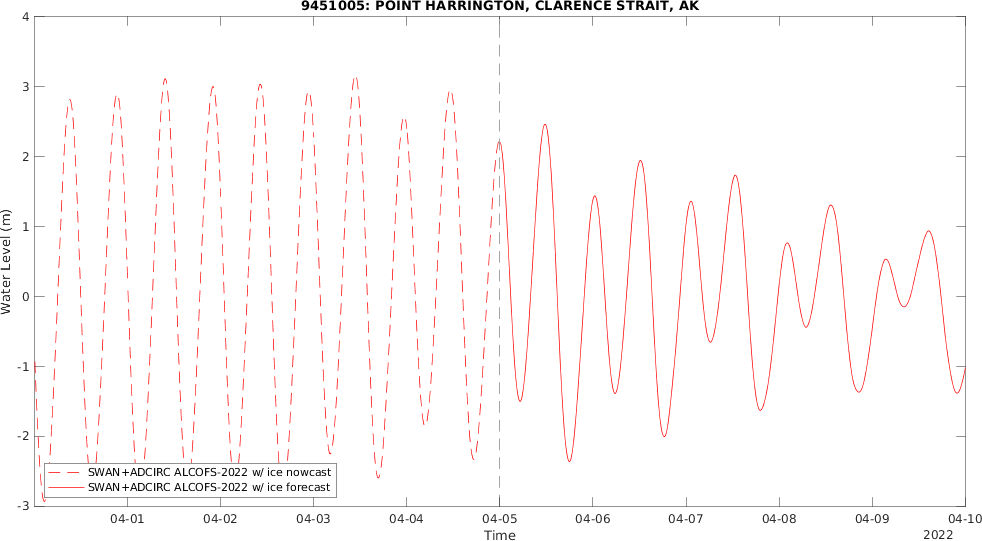 9451005: POINT HARRINGTON, CLARENCE STRAIT, AK
4
3
2
1
0
-1
-2
-3
Water Level (m)
SWAN+ADCIRC ALCOFS-2022 w/ ice nowcast
SWAN+ADCIRC ALCOFS-2022 w/ ice forecast
04-01 04-02 04-03 04-04 04-05 04-06 04-07 04-08 04-09 04-10
Time
2022